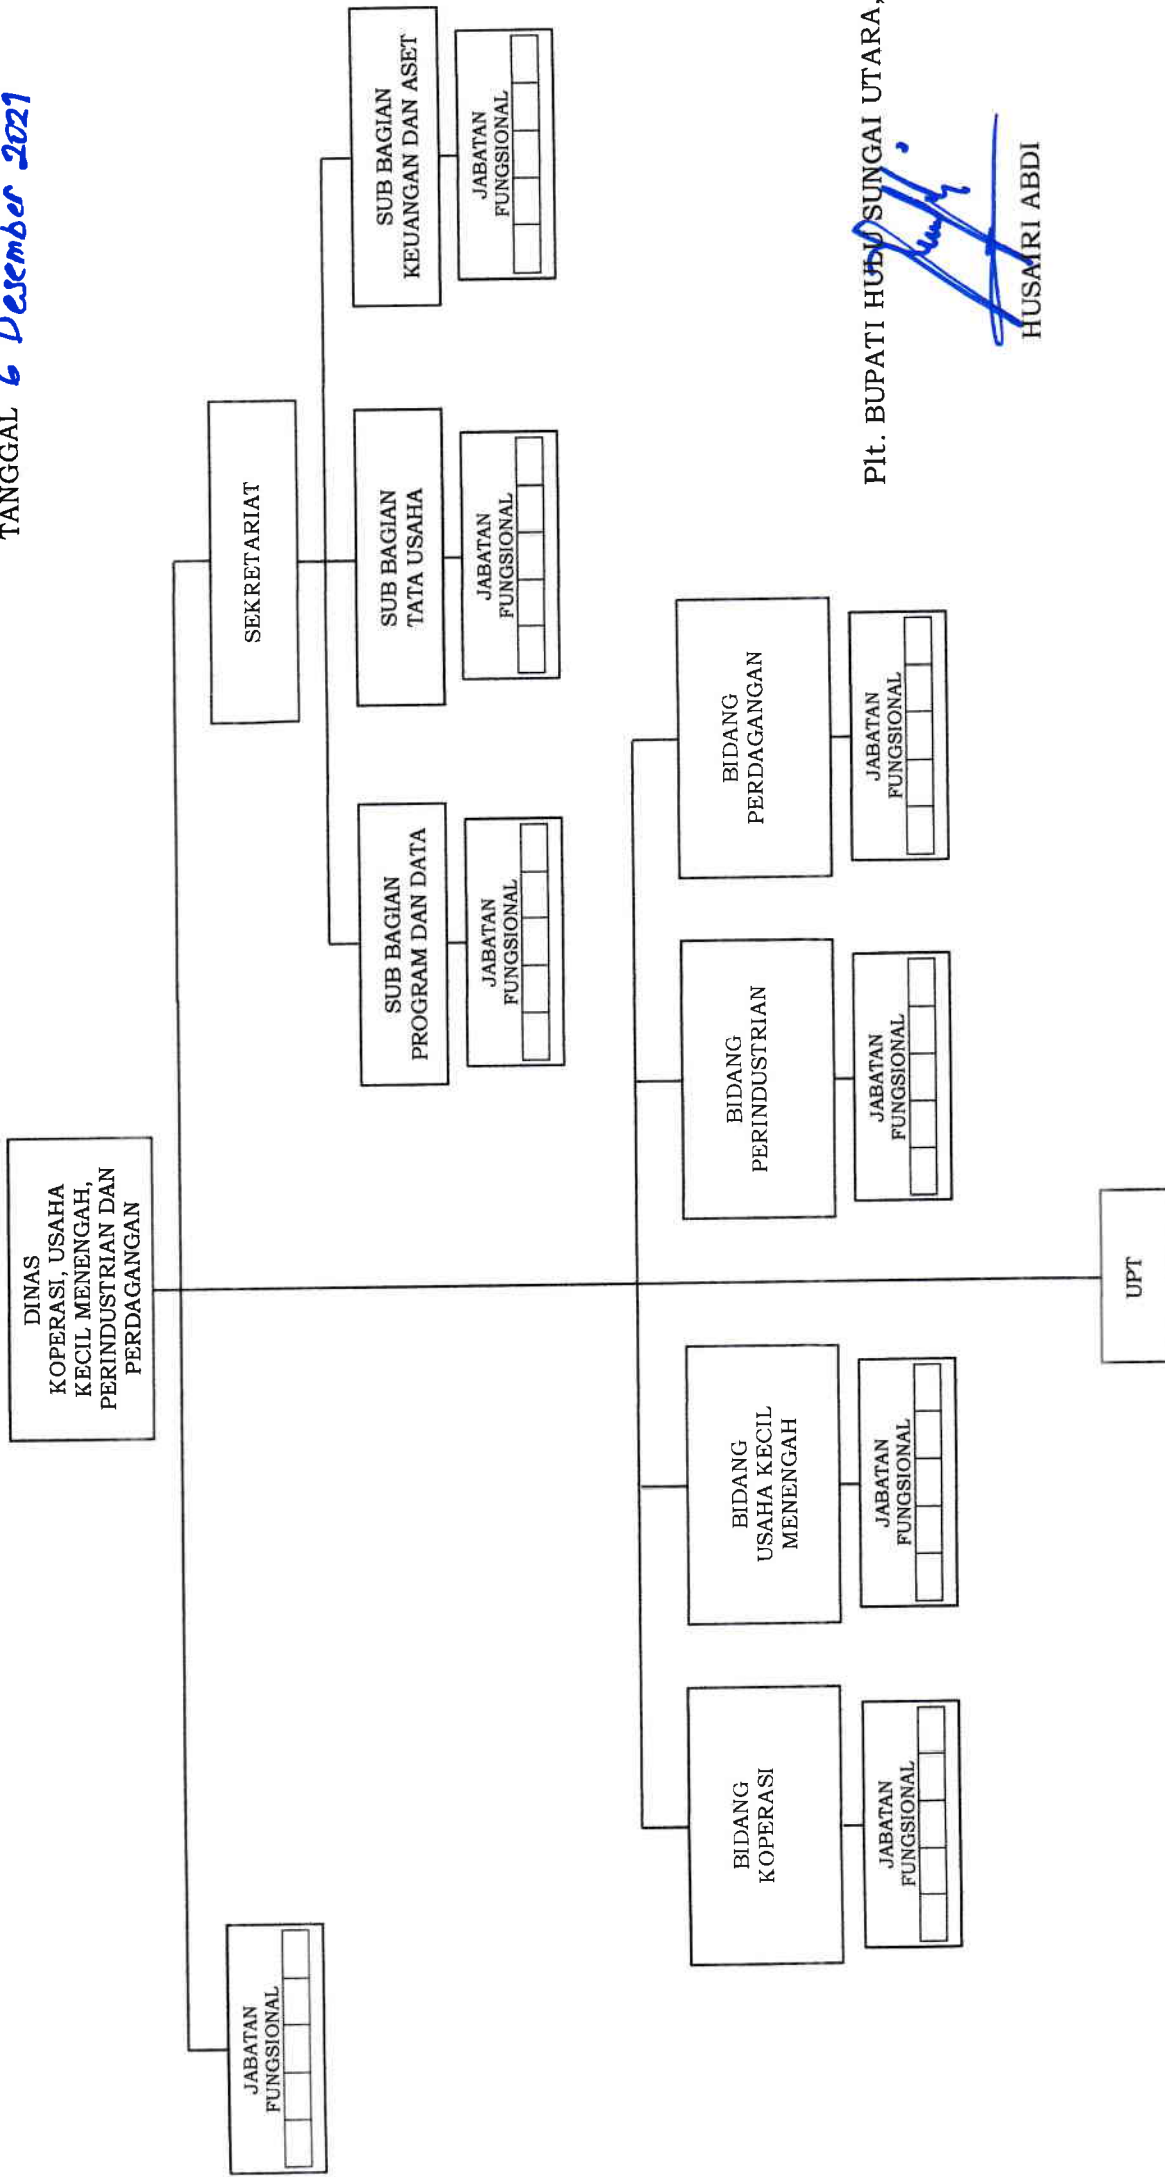 TANGGAL 6 Desember 2021
DINAS
KOPERASI, USAHA
KECIL MENENGAH,
PERINDUSTRIAN DAN
PERDAGANGAN
JABATAN
FUNGSIONAL
SEKRETARIAT
SUB BAGIAN
PROGRAM DAN DATA
SUB BAGIAN
TATA USAHA
SUB BAGIAN
KEUANGAN DAN ASET
JABATAN
FUNGSIONAL
JABATAN
FUNGSIONAL
JABATAN
FUNGSIONAL
BIDANG
KOPERASI
BIDANG
USAHA KECIL
MENENGAH
BIDANG
PERINDUSTRIAN
BIDANG
PERDAGANGAN
JABATAN
FUNGSIONAL
JABATAN
FUNGSIONAL
JABATAN
FUNGSIONAL
JABATAN
FUNGSIONAL
UPT
Plt. BUPATI HULU SUNGAI UTARA,
HUSAIRI ABDI